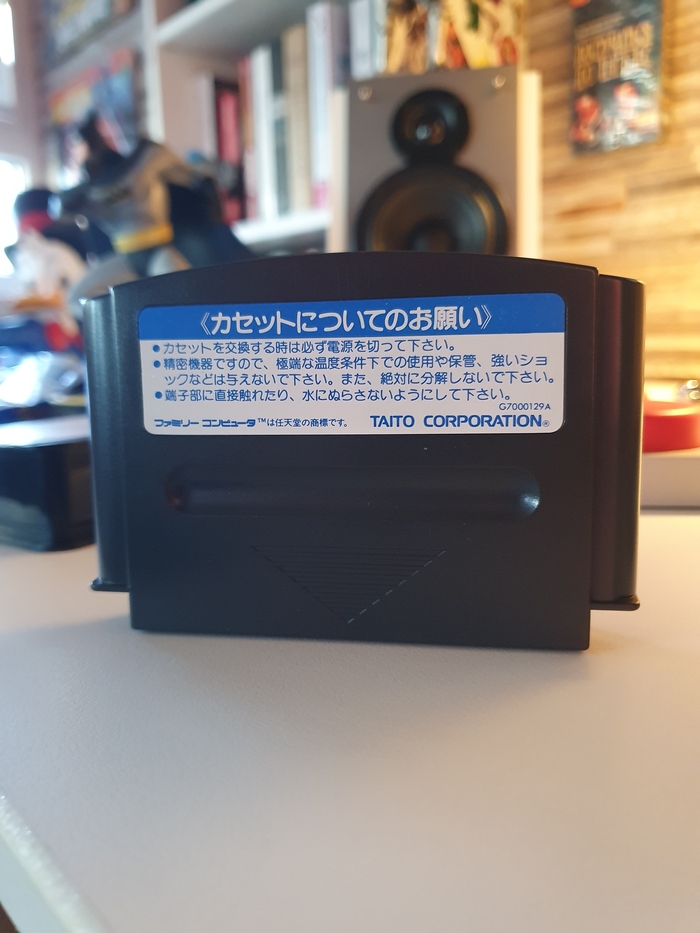 《カセットについてのお願い》
●カセットを交換する時は必ず電源を切って下さい。
●精密機器ですので、極端な温度条件下での使用や保管、強いショ
ックなどは与えないで下さい。また、絶対に分解しないで下さい。
●端子部に直接触れたり、水にぬらさないようにして下さい。
G7000129A
ファミリー コンピュータ™は任天堂の商標です。 TAITO CORPORATION®